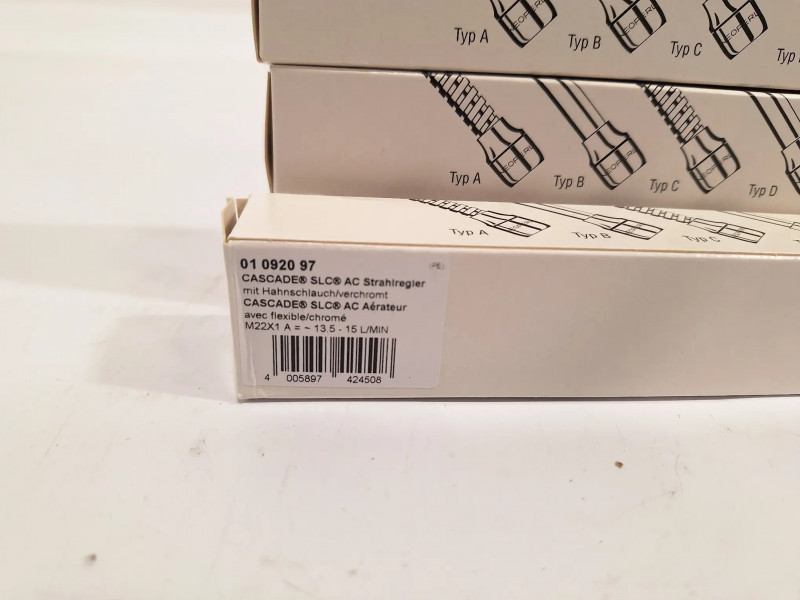 Typ A
Typ B
Typ C
Typ
Typ A
Typ B
Typ C
Typ D
Typ A
Typ B
Typ C
01 0920 97
CASCADE® SLC® AC Strahlregler
mit Hahnschlauch/verchromt
CASCADE® SLC® AC Aérateur
avec flexible/chromé
M22X1 A = ~ 13.5 - 15 L/MIN
4 005897 424508